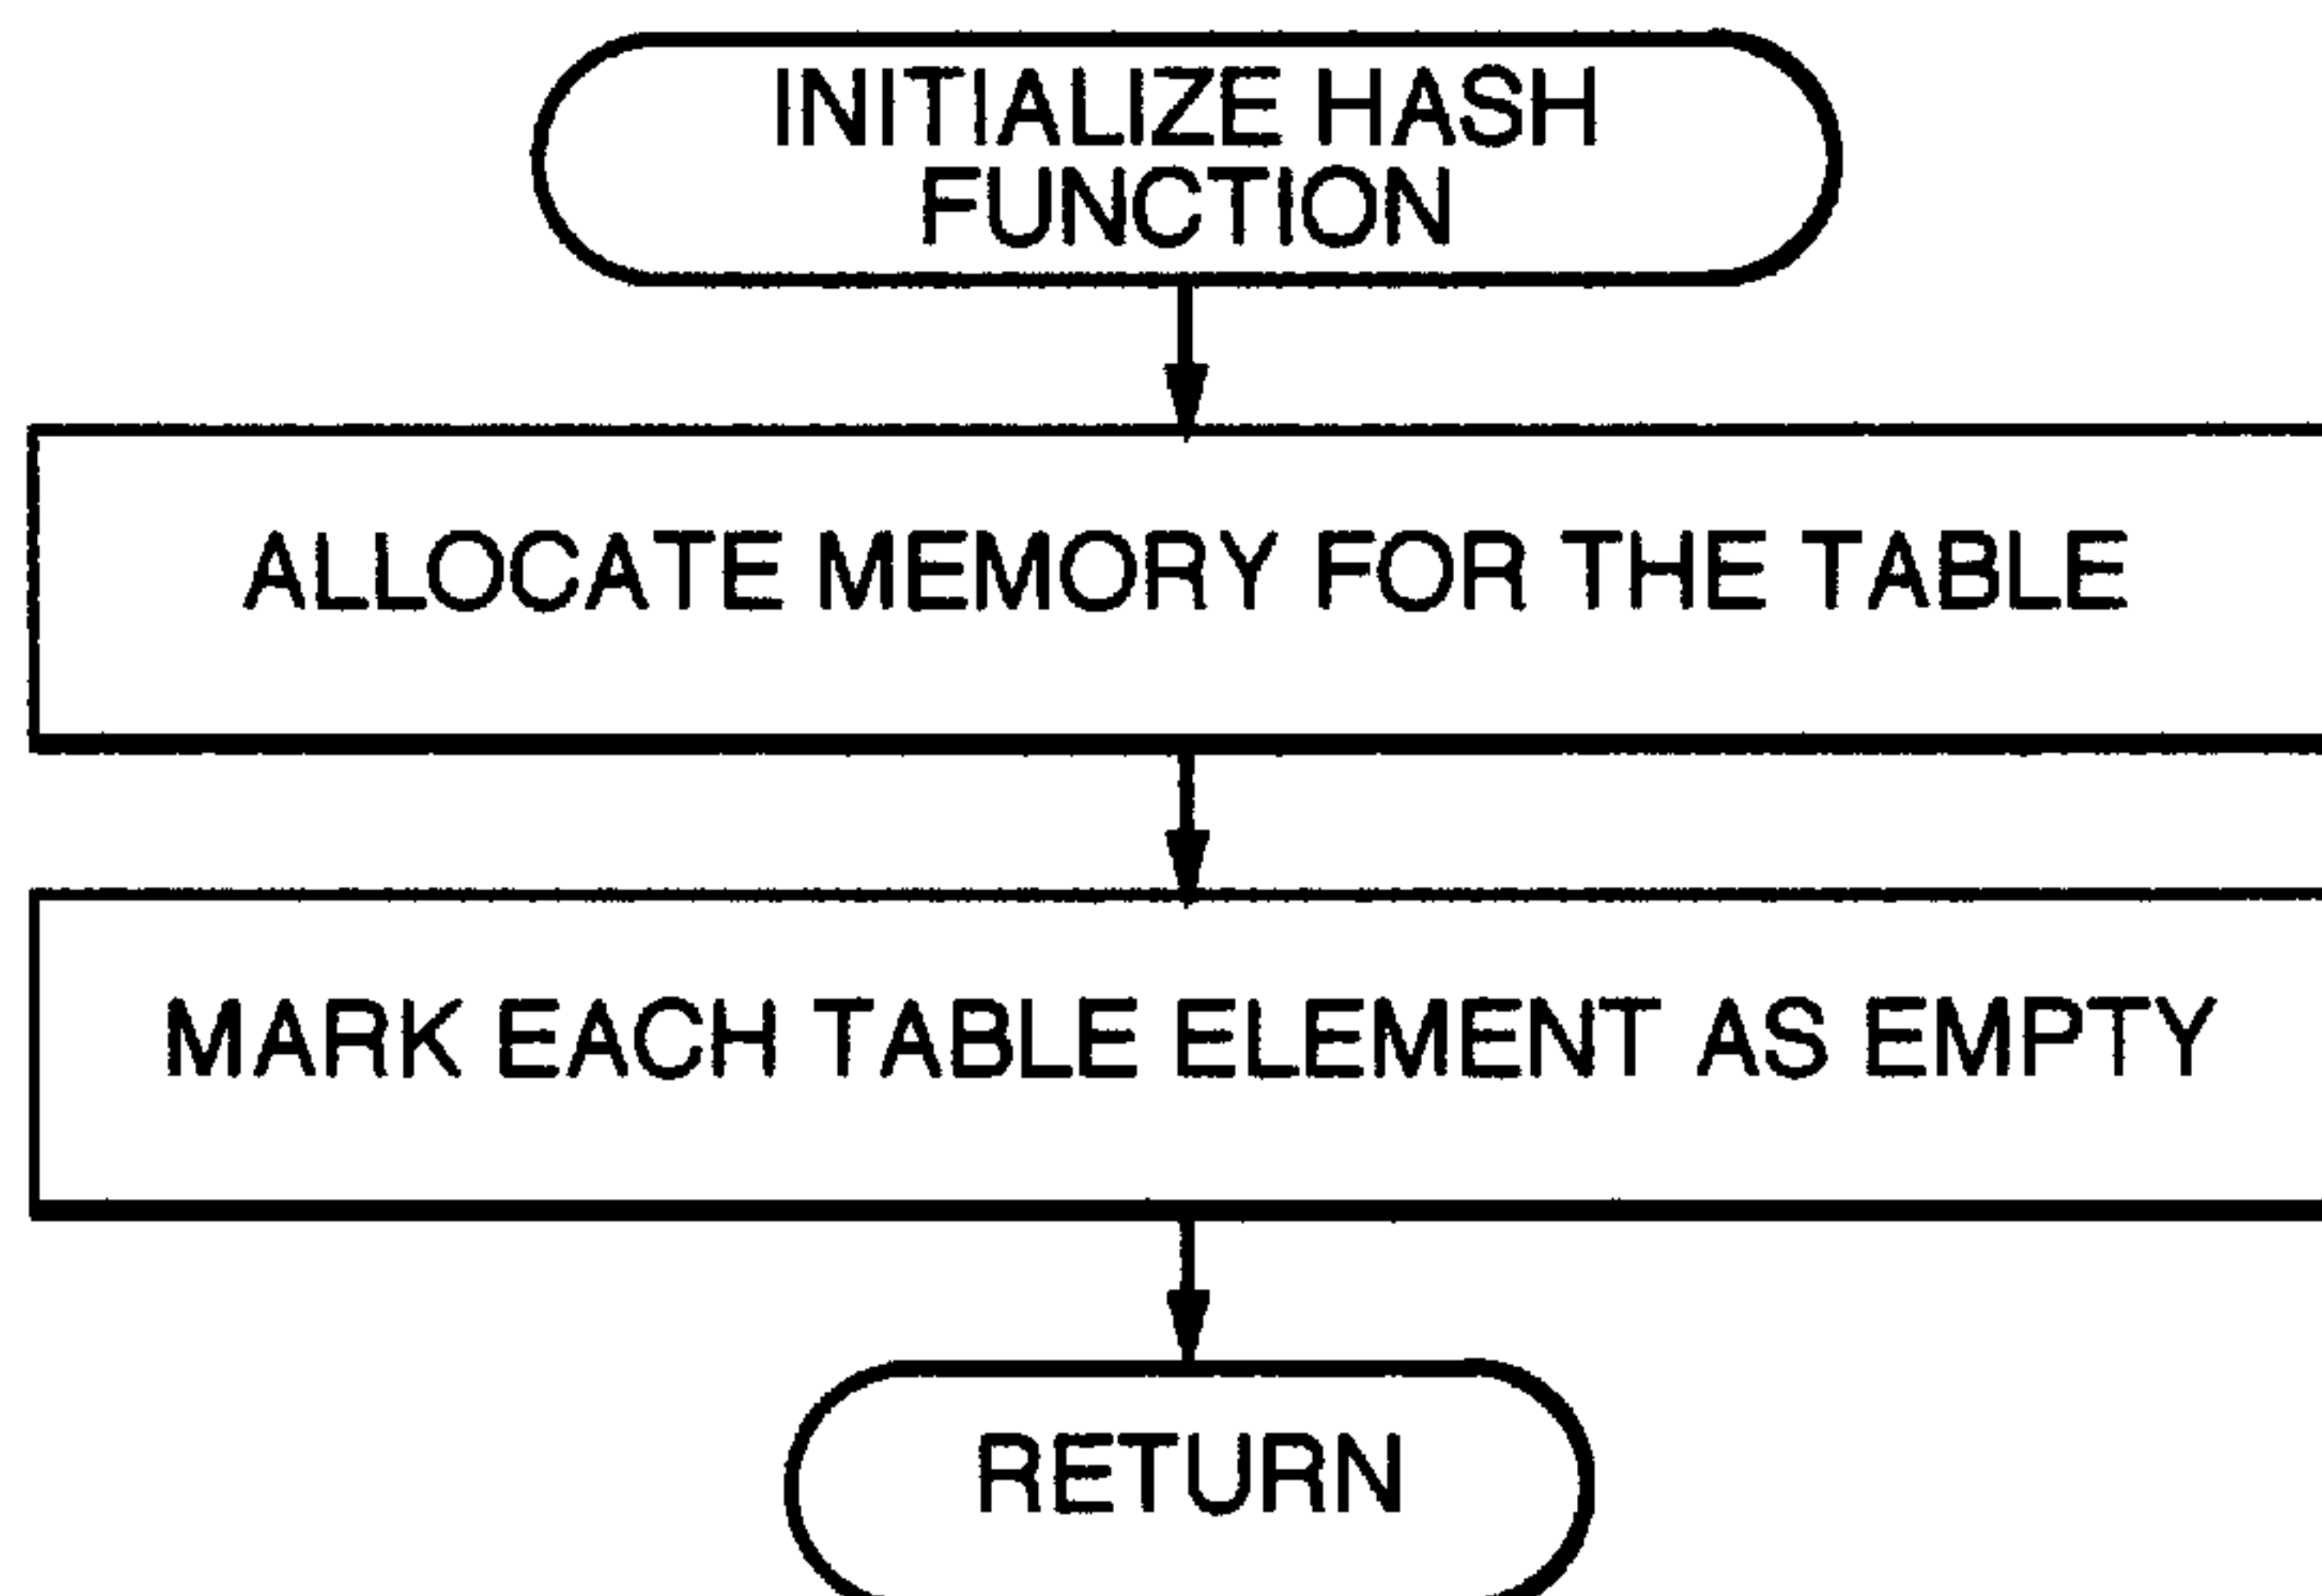 INITIALIZE HASH
FUNCTION
ALLOCATE MEMORY FOR THE TABLE
MARK EACH TABLE ELEMENT AS EMPTY
RETURN